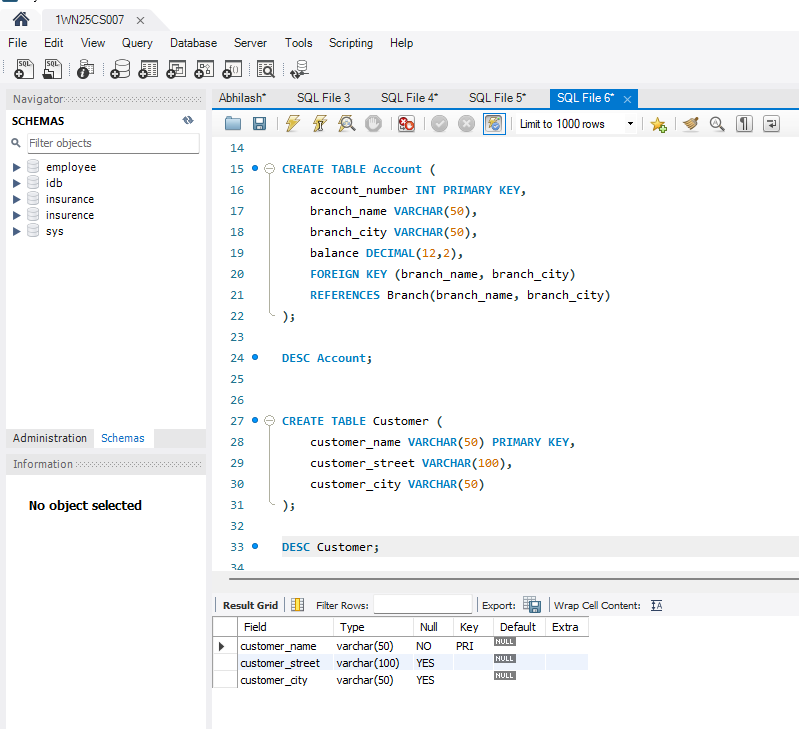 1WN25CS007
File Edit View Query Database Server Tools Scripting Help
Navigator
SCHEMAS
Filter objects
employee
idb
insurance
insurence
sys
Administration Schemas
Information
No object selected
Abhilash* SQL File 3 SQL File 4* SQL File 5* SQL File 6*
Limit to 1000 rows
14
15 CREATE TABLE Account (
16 account_number INT PRIMARY KEY,
17 branch_name VARCHAR(50),
18 branch_city VARCHAR(50),
19 balance DECIMAL(12,2),
20 FOREIGN KEY (branch_name, branch_city)
21 REFERENCES Branch(branch_name, branch_city)
22 );
23
24 DESC Account;
25
26
27 CREATE TABLE Customer (
28 customer_name VARCHAR(50) PRIMARY KEY,
29 customer_street VARCHAR(100),
30 customer_city VARCHAR(50)
31 );
32
33 DESC Customer;
34
Result Grid Filter Rows: Export: Wrap Cell Content:
Field Type Null Key Default Extra
customer_name varchar(50) NO PRI NULL
customer_street varchar(100) YES NULL
customer_city varchar(50) YES NULL